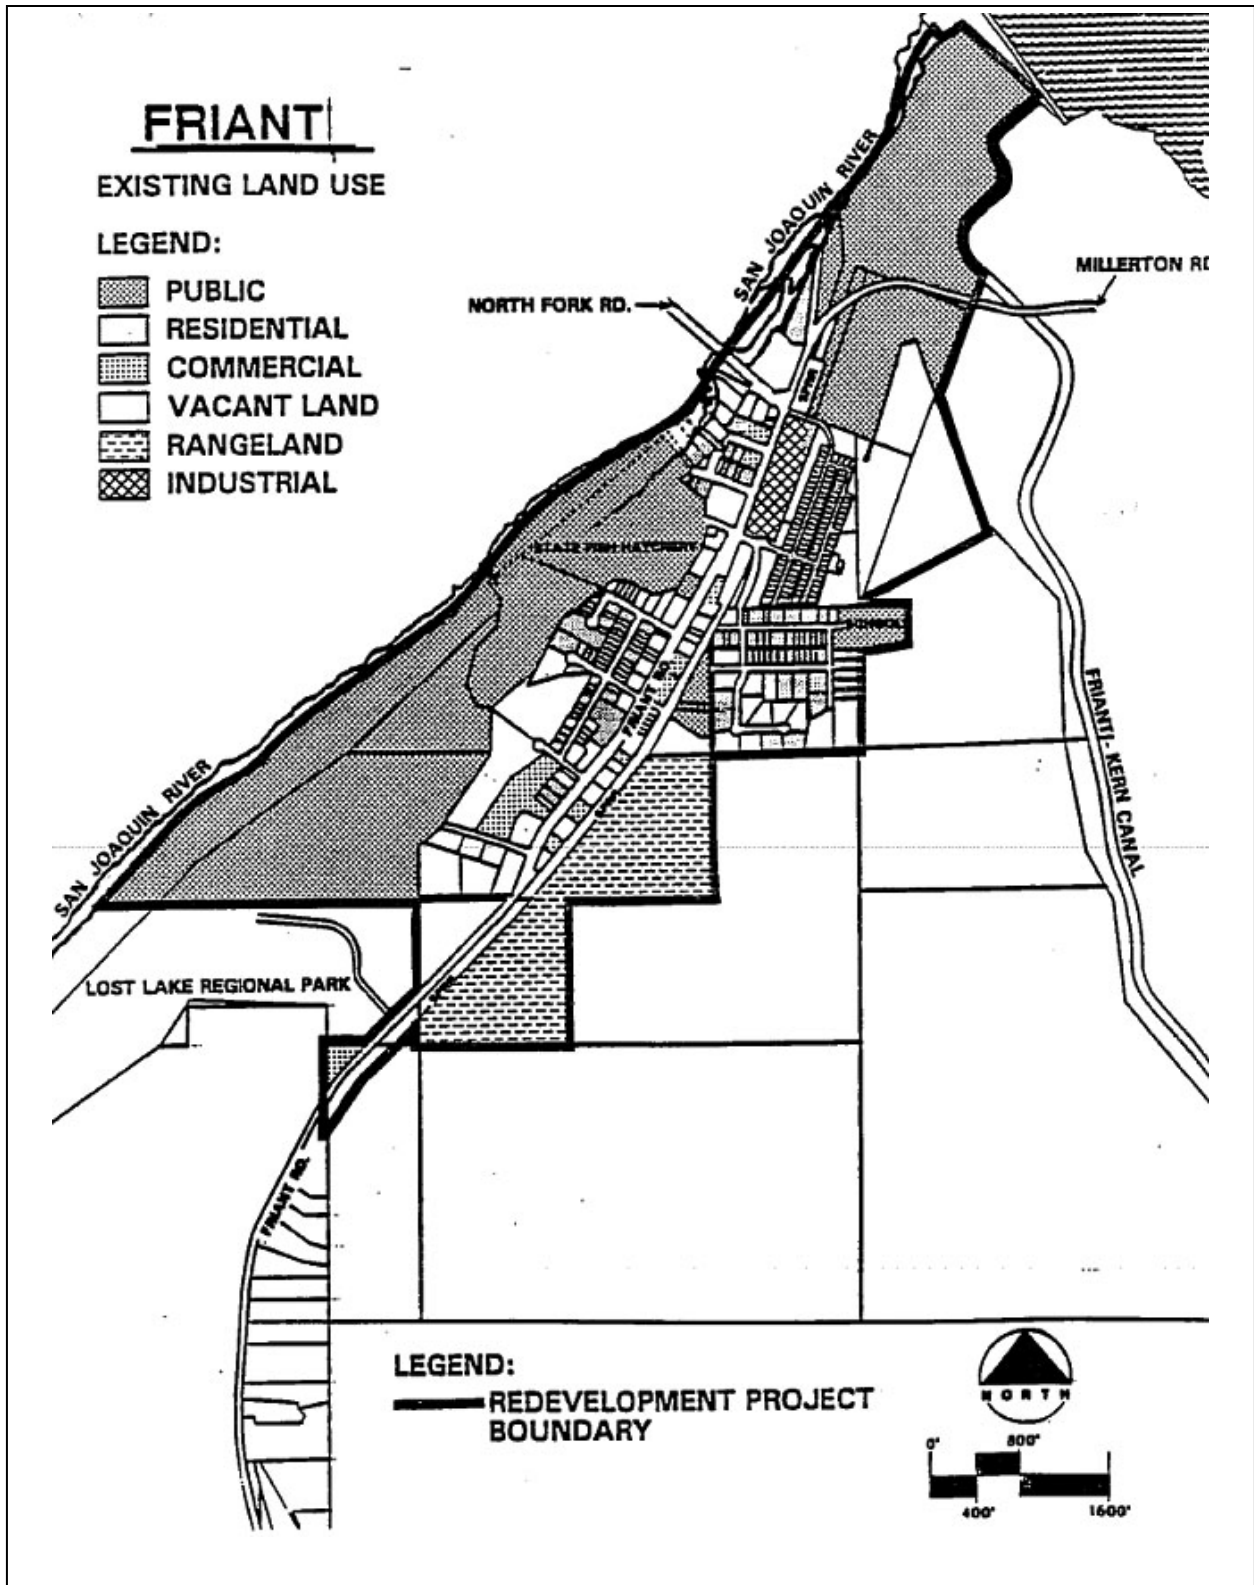 FRIANT
EXISTING LAND USE
LEGEND:
PUBLIC
RESIDENTIAL
COMMERCIAL
VACANT LAND
RANGELAND
INDUSTRIAL
SAN JOAQUIN RIVER
NORTH FORK RD.
MILLERTON RD
STATE FISH HATCHERY
SCHOOL
FRIANT RD.
FRIANTI- KERN CANAL
SAN JOAQUIN RIVER
LOST LAKE REGIONAL PARK
FRIANT RD.
LEGEND:
REDEVELOPMENT PROJECT
BOUNDARY
NORTH
0' 800'
400' 1600'